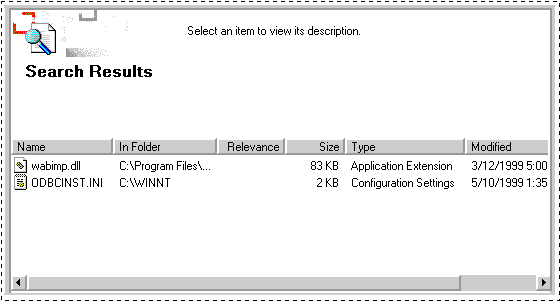 Select an item to view its description.
Search Results
Name In Folder Relevance Size Type Modified
wabimp.dll C:\Program Files\... 83 KB Application Extension 3/12/1999 5:00
ODBCINST.INI C:\WINNT 2 KB Configuration Settings 5/10/1999 1:35